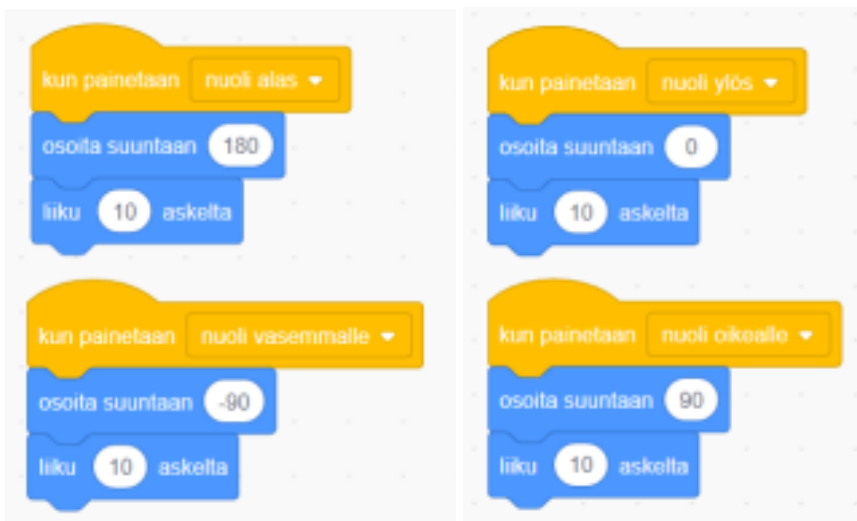 kun painetaan nuoli alas
osoita suuntaan 180
liiku 10 askelta
kun painetaan nuoli ylös
osoita suuntaan 0
liiku 10 askelta
kun painetaan nuoli vasemmalle
osoita suuntaan -90
liiku 10 askelta
kun painetaan nuoli oikealle
osoita suuntaan 90
liiku 10 askelta